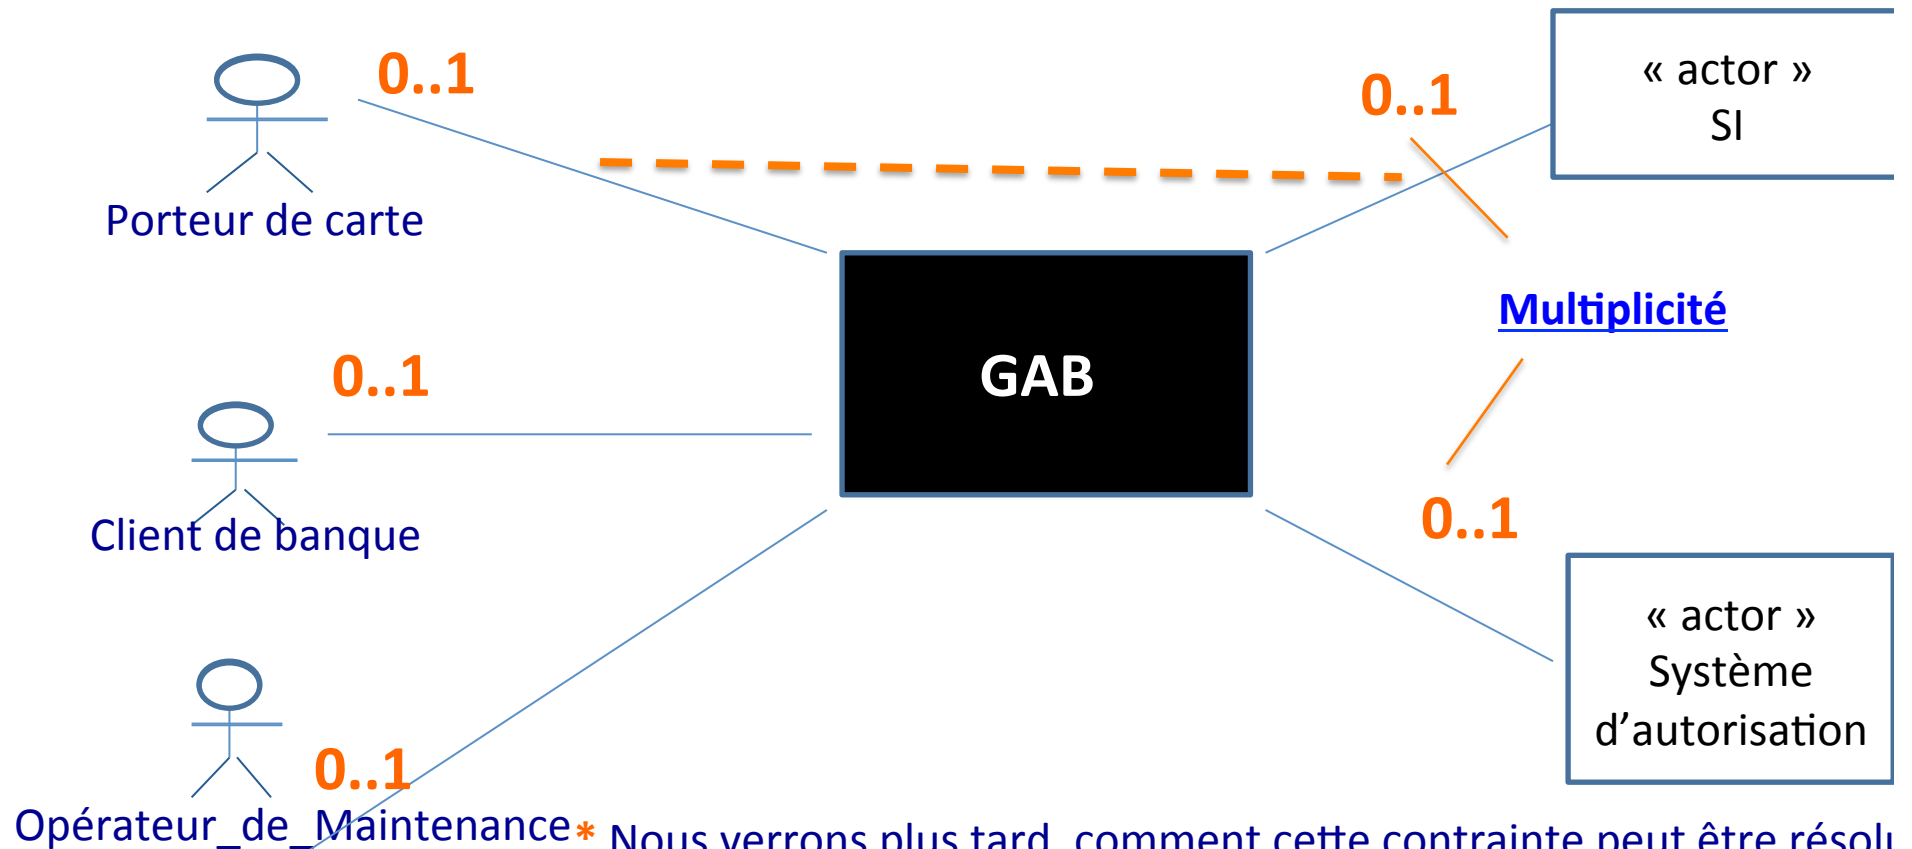 0..1
0..1
« actor »
SI
Porteur de carte
Multiplicité
0..1
GAB
Client de banque
0..1
« actor »
Système
d’autorisation
0..1
Opérateur_de_Maintenance
* Nous verrons plus tard comment cette contrainte peut être